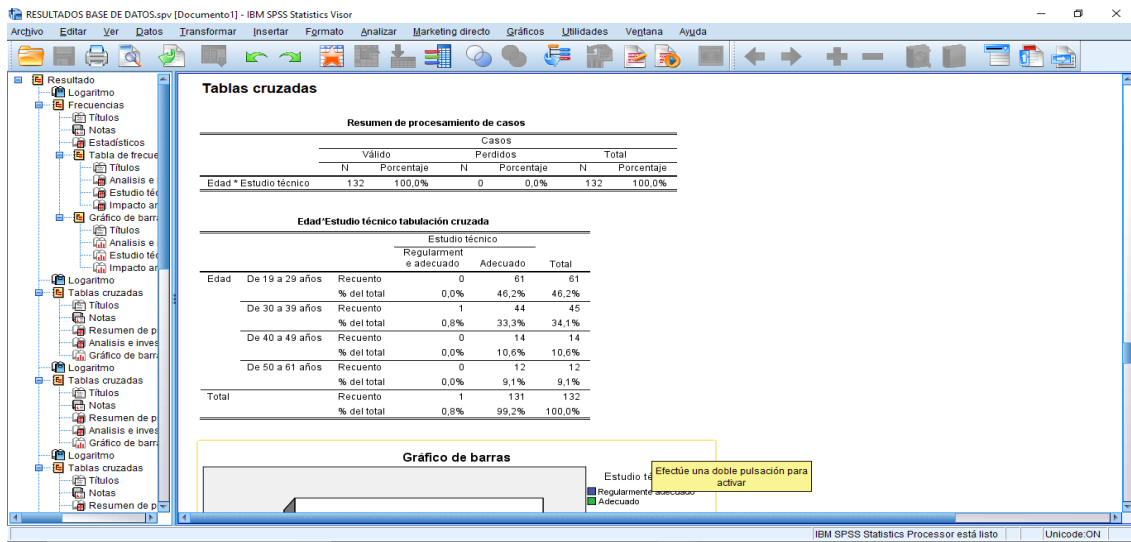 RESULTADOS BASE DE DATOS.spv [Documento1] - IBM SPSS Statistics Visor
Archivo Editar Ver Datos Transformar Insertar Formato Analizar Marketing directo Gráficos Utilidades Ventana Ayuda
Resultado
Logaritmo
Frecuencias
Títulos
Notas
Estadísticos
Tabla de frecue
Títulos
Analisis e
Estudio téc
Impacto ar
Gráfico de barra
Títulos
Analisis e
Estudio téc
Impacto ar
Logaritmo
Tablas cruzadas
Títulos
Notas
Resumen de p
Analisis e inves
Gráfico de barra
Logaritmo
Tablas cruzadas
Títulos
Notas
Resumen de p
Analisis e inves
Gráfico de barra
Logaritmo
Tablas cruzadas
Títulos
Notas
Resumen de p
Tablas cruzadas
Resumen de procesamiento de casos
Casos
Válido Perdidos Total
N Porcentaje N Porcentaje N Porcentaje
Edad * Estudio técnico 132 100,0% 0 0,0% 132 100,0%
Edad*Estudio técnico tabulación cruzada
Estudio técnico
Regularment
e adecuado Adecuado Total
Edad De 19 a 29 años Recuento 0 61 61
% del total 0,0% 46,2% 46,2%
De 30 a 39 años Recuento 1 44 45
% del total 0,8% 33,3% 34,1%
De 40 a 49 años Recuento 0 14 14
% del total 0,0% 10,6% 10,6%
De 50 a 61 años Recuento 0 12 12
% del total 0,0% 9,1% 9,1%
Total Recuento 1 131 132
% del total 0,8% 99,2% 100,0%
Gráfico de barras
Estudio té
Efectúe una doble pulsación para
activar
Regularmente adecuado
Adecuado
IBM SPSS Statistics Processor está listo Unicode:ON